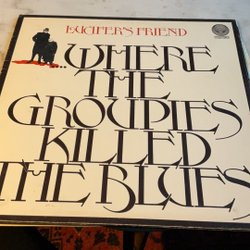 LUCIFER'S FRIEND
...WHERE
THE
GROUPIES
KILLED
THE BLUES